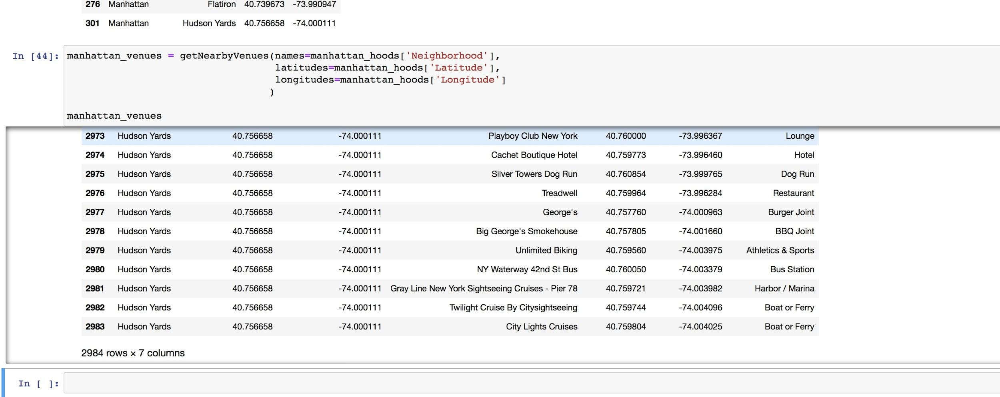 276 Manhattan Flatiron 40.739673 -73.990947
301 Manhattan Hudson Yards 40.756658 -74.000111
In [44]: manhattan_venues = getNearbyVenues(names=manhattan_hoods['Neighborhood'],
latitudes=manhattan_hoods['Latitude'],
longitudes=manhattan_hoods['Longitude']
)
manhattan_venues
2973 Hudson Yards 40.756658 -74.000111 Playboy Club New York 40.760000 -73.996367 Lounge
2974 Hudson Yards 40.756658 -74.000111 Cachet Boutique Hotel 40.759773 -73.996460 Hotel
2975 Hudson Yards 40.756658 -74.000111 Silver Towers Dog Run 40.760854 -73.999765 Dog Run
2976 Hudson Yards 40.756658 -74.000111 Treadwell 40.759964 -73.996284 Restaurant
2977 Hudson Yards 40.756658 -74.000111 George's 40.757760 -74.000963 Burger Joint
2978 Hudson Yards 40.756658 -74.000111 Big George's Smokehouse 40.757805 -74.001660 BBQ Joint
2979 Hudson Yards 40.756658 -74.000111 Unlimited Biking 40.759560 -74.003975 Athletics & Sports
2980 Hudson Yards 40.756658 -74.000111 NY Waterway 42nd St Bus 40.760050 -74.003379 Bus Station
2981 Hudson Yards 40.756658 -74.000111 Gray Line New York Sightseeing Cruises - Pier 78 40.759721 -74.003982 Harbor / Marina
2982 Hudson Yards 40.756658 -74.000111 Twilight Cruise By Citysightseeing 40.759744 -74.004096 Boat or Ferry
2983 Hudson Yards 40.756658 -74.000111 City Lights Cruises 40.759804 -74.004025 Boat or Ferry
2984 rows × 7 columns
In [ ]: